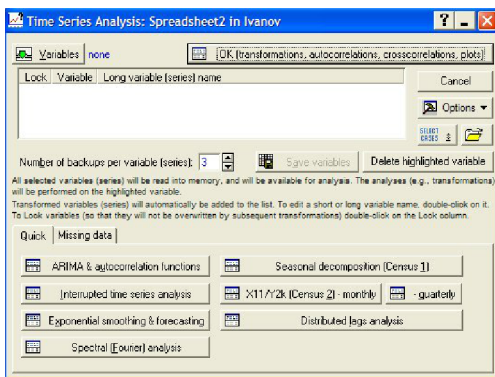 Time Series Analysis: Spreadsheet2 in Ivanov
Variables none
OK (transformations, autocorrelations, crosscorrelations, plots)
Lock Variable Long variable (series) name
Cancel
Options
SELECT CASES
Number of backups per variable (series): 3
Save variables
Delete highlighted variable
All selected variables (series) will be read into memory, and will be available for analysis. The analyses (e.g., transformations)
will be performed on the highlighted variable.
Transformed variables (series) will automatically be added to the list. To edit a short or long variable name, double-click on it.
To Lock variables (so that they will not be overwritten by subsequent transformations) double-click on the Lock column.
Quick Missing data
ARIMA & autocorrelation functions
Seasonal decomposition (Census 1)
Interrupted time series analysis
X11/Y2k (Census 2) - monthly
- quarterly
Exponential smoothing & forecasting
Distributed lags analysis
Spectral (Fourier) analysis